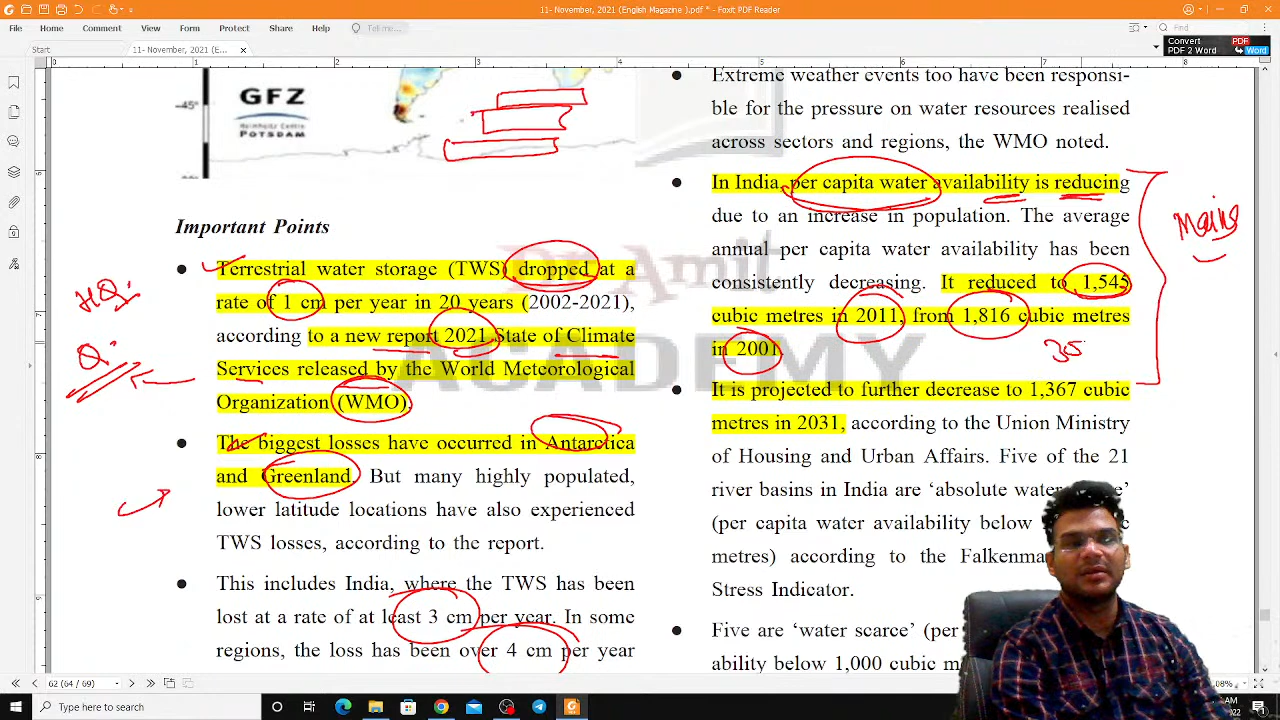 11- November, 2021 (English Magazine ).pdf * - Foxit PDF Reader
File
Home
Comment
View
Form
Protect
Share
Help
Tell me...
Convert PDF
PDF 2 Word Word
Start
11- November, 2021 (E...
-45°
GFZ
Helmholtz Centre
POTSDAM
Important Points
Terrestrial water storage (TWS) dropped at a
rate of 1 cm per year in 20 years (2002-2021),
according to a new report 2021 State of Climate
Services released by the World Meteorological
Organization (WMO).
The biggest losses have occurred in Antarctica
and Greenland. But many highly populated,
lower latitude locations have also experienced
TWS losses, according to the report.
This includes India, where the TWS has been
lost at a rate of at least 3 cm per year. In some
regions, the loss has been over 4 cm per year
HQ:
Q:
Extreme weather events too have been responsi-
ble for the pressure on water resources realised
across sectors and regions, the WMO noted.
In India, per capita water availability is reducing
due to an increase in population. The average
annual per capita water availability has been
consistently decreasing. It reduced to 1,545
cubic metres in 2011, from 1,816 cubic metres
in 2001.
It is projected to further decrease to 1,367 cubic
metres in 2031, according to the Union Ministry
of Housing and Urban Affairs. Five of the 21
river basins in India are ‘absolute water
(per capita water availability below
metres) according to the
Stress Indicator.
Five are ‘water scarce’ (per
ability below 1,000 cubic
Mains
Dr Amit
ACADEMY
62 (64 / 69)
Type here to search